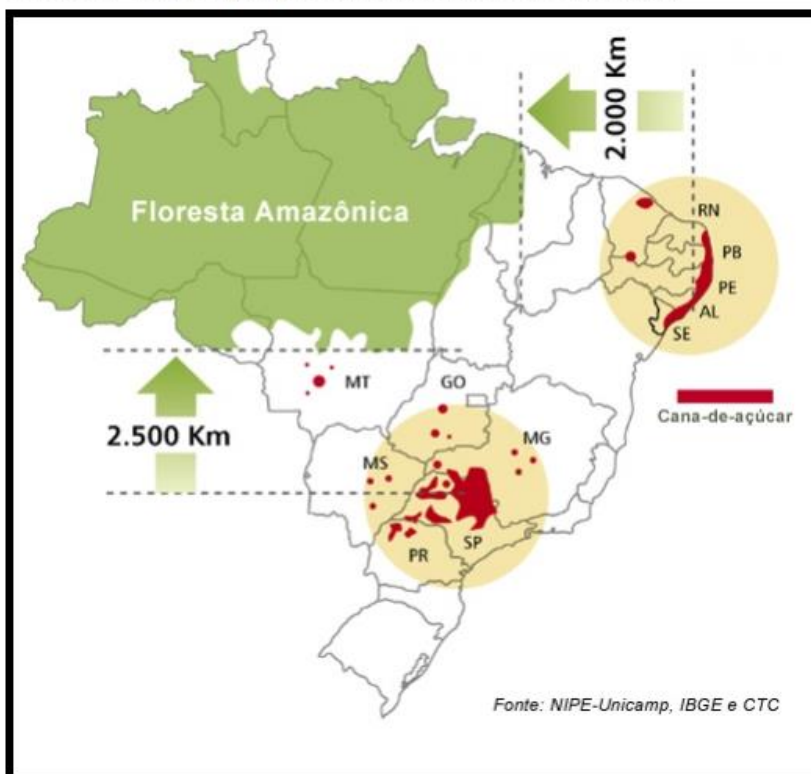 2.000 Km
Floresta Amazônica
RN
PB
PE
AL
SE
MT
GO
Cana-de-açúcar
2.500 Km
MG
MS
SP
PR
Fonte: NIPE-Unicamp, IBGE e CTC